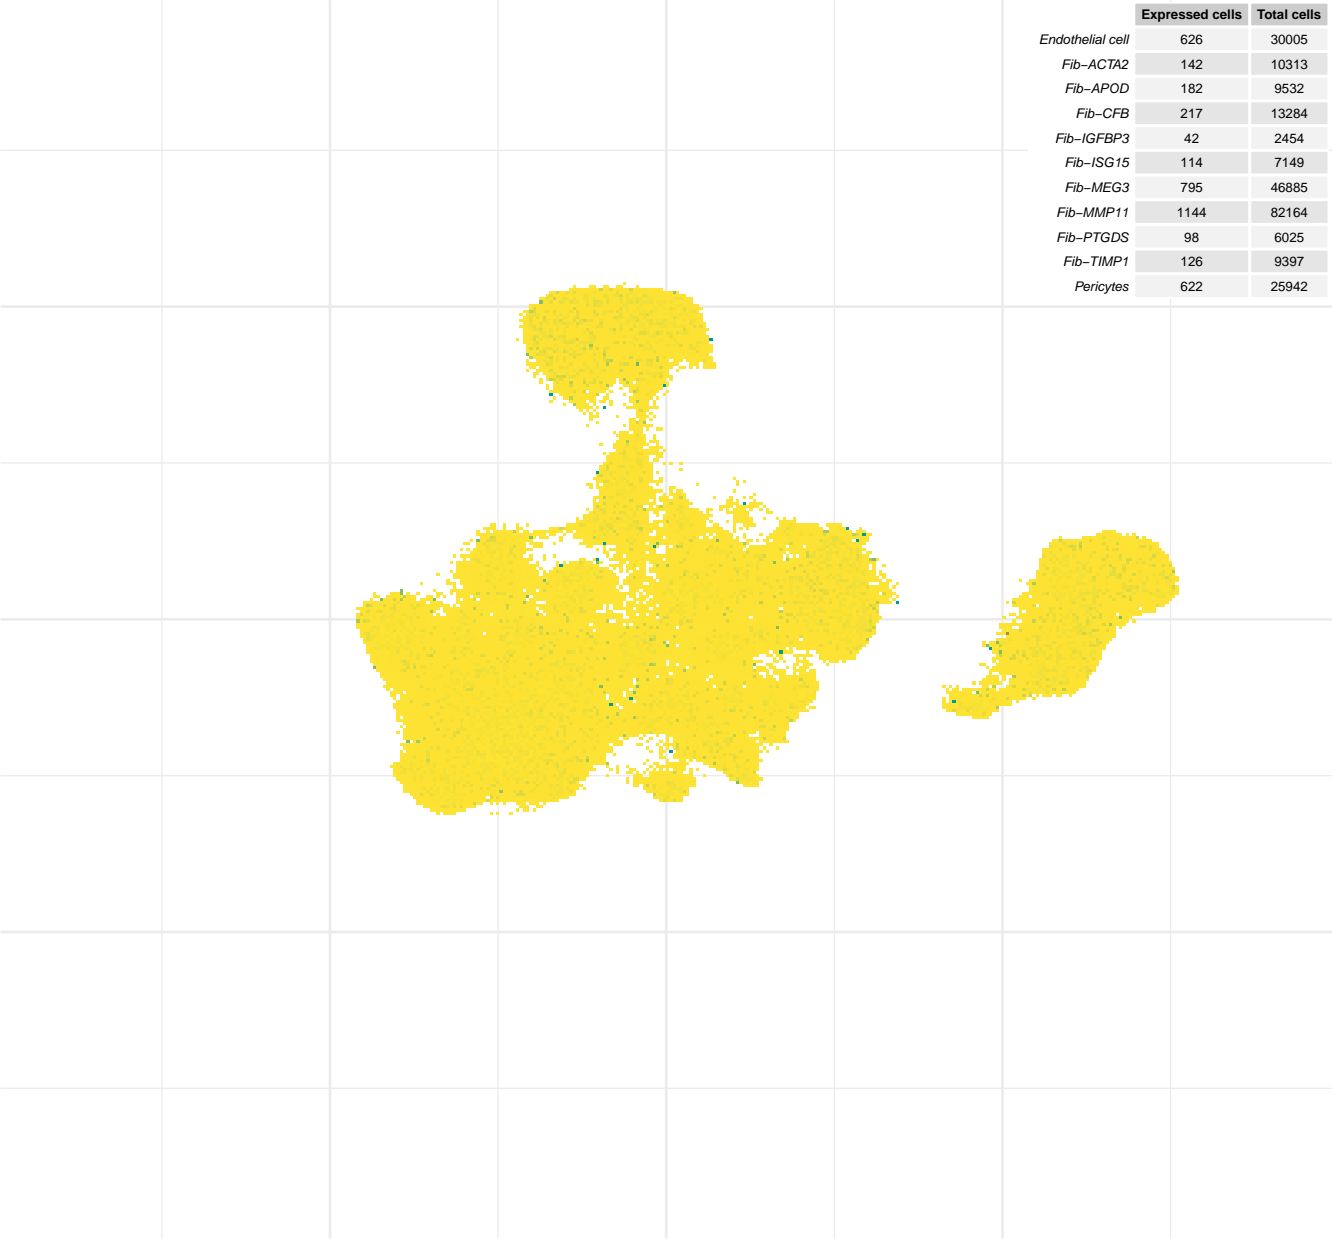 Expressed cells Total cells
Endothelial cell 626 30005
Fib−ACTA2 142 10313
Fib−APOD 182 9532
Fib−CFB 217 13284
Fib−IGFBP3 42 2454
Fib−ISG15 114 7149
Fib−MEG3 795 46885
Fib−MMP11 1144 82164
Fib−PTGDS 98 6025
Fib−TIMP1 126 9397
Pericytes 622 25942